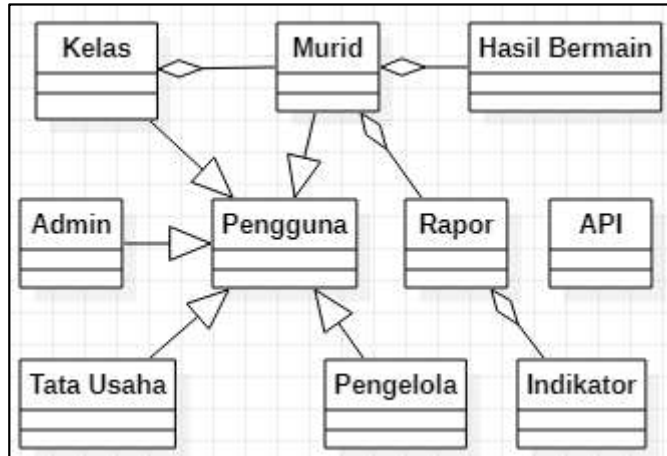 Kelas
Murid
Hasil Bermain
Admin
Pengguna
Rapor
API
Tata Usaha
Pengelola
Indikator